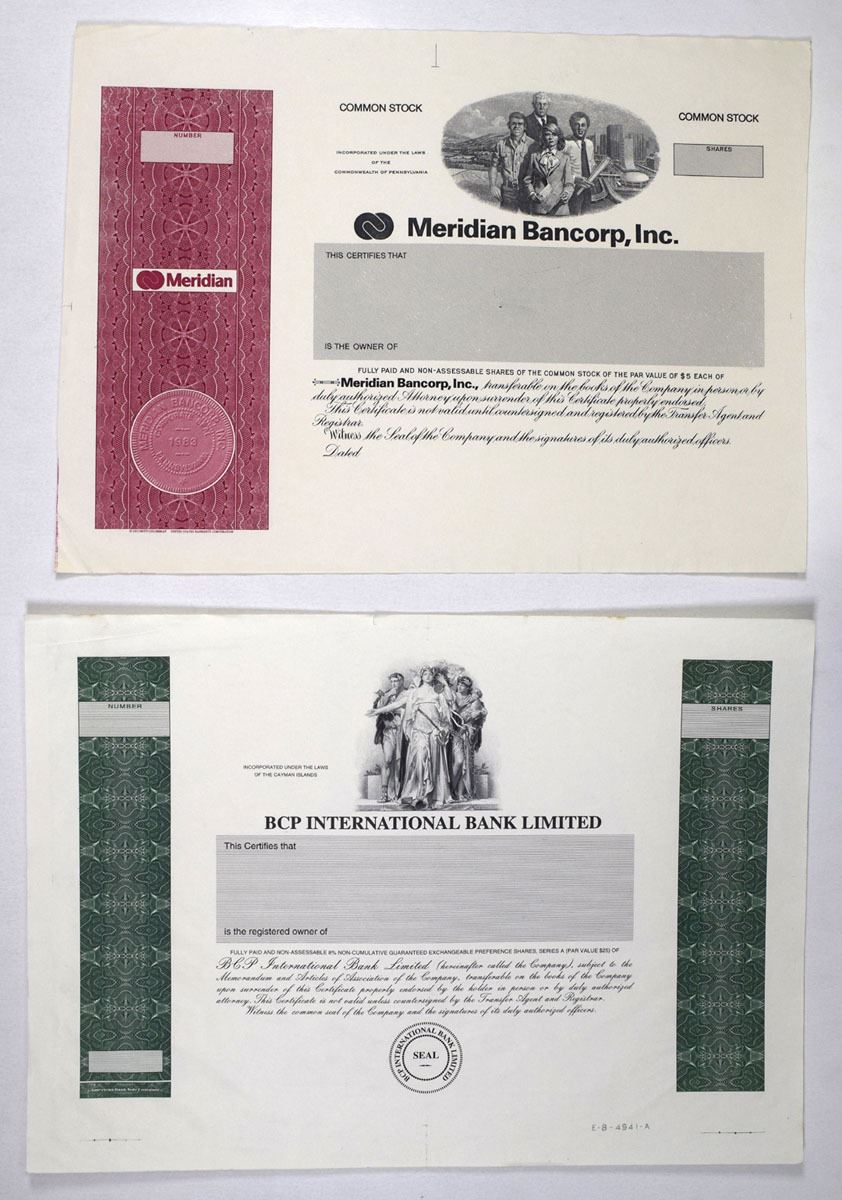 COMMON STOCK
COMMON STOCK
NUMBER
SHARES
INCORPORATED UNDER THE LAWS
OF THE
COMMONWEALTH OF PENNSYLVANIA
Meridian Bancorp, Inc.
THIS CERTIFIES THAT
Meridian
IS THE OWNER OF
FULLY PAID AND NON-ASSESSABLE SHARES OF THE COMMON STOCK OF THE PAR VALUE OF $5 EACH OF
Meridian Bancorp, Inc., transferable on the books of the Company in person or by
duly authorized Attorney upon surrender of this Certificate properly endorsed.
This Certificate is not valid until countersigned and registered by the Transfer Agent and
Registrar.
Witness the Seal of the Company and the signatures of its duly authorized officers.
Dated
MERIDIAN BANCORP, INC.
1983
UNITED STATES BANKNOTE CORPORATION
NUMBER
SHARES
INCORPORATED UNDER THE LAWS
OF THE CAYMAN ISLANDS
BCP INTERNATIONAL BANK LIMITED
This Certifies that
is the registered owner of
FULLY PAID AND NON-ASSESSABLE 8% NON-CUMULATIVE GUARANTEED EXCHANGEABLE PREFERENCE SHARES, SERIES A (PAR VALUE $25) OF
BCP International Bank Limited (hereinafter called the Company), subject to the
Memorandum and Articles of Association of the Company, transferable on the books of the Company
upon surrender of this Certificate properly endorsed by the holder in person or by duly authorized
attorney. This Certificate is not valid unless countersigned by the Transfer Agent and Registrar.
Witness the common seal of the Company and the signatures of its duly authorized officers.
BCP INTERNATIONAL BANK LIMITED
SEAL
American Bank Note Company
E-B-4941-A